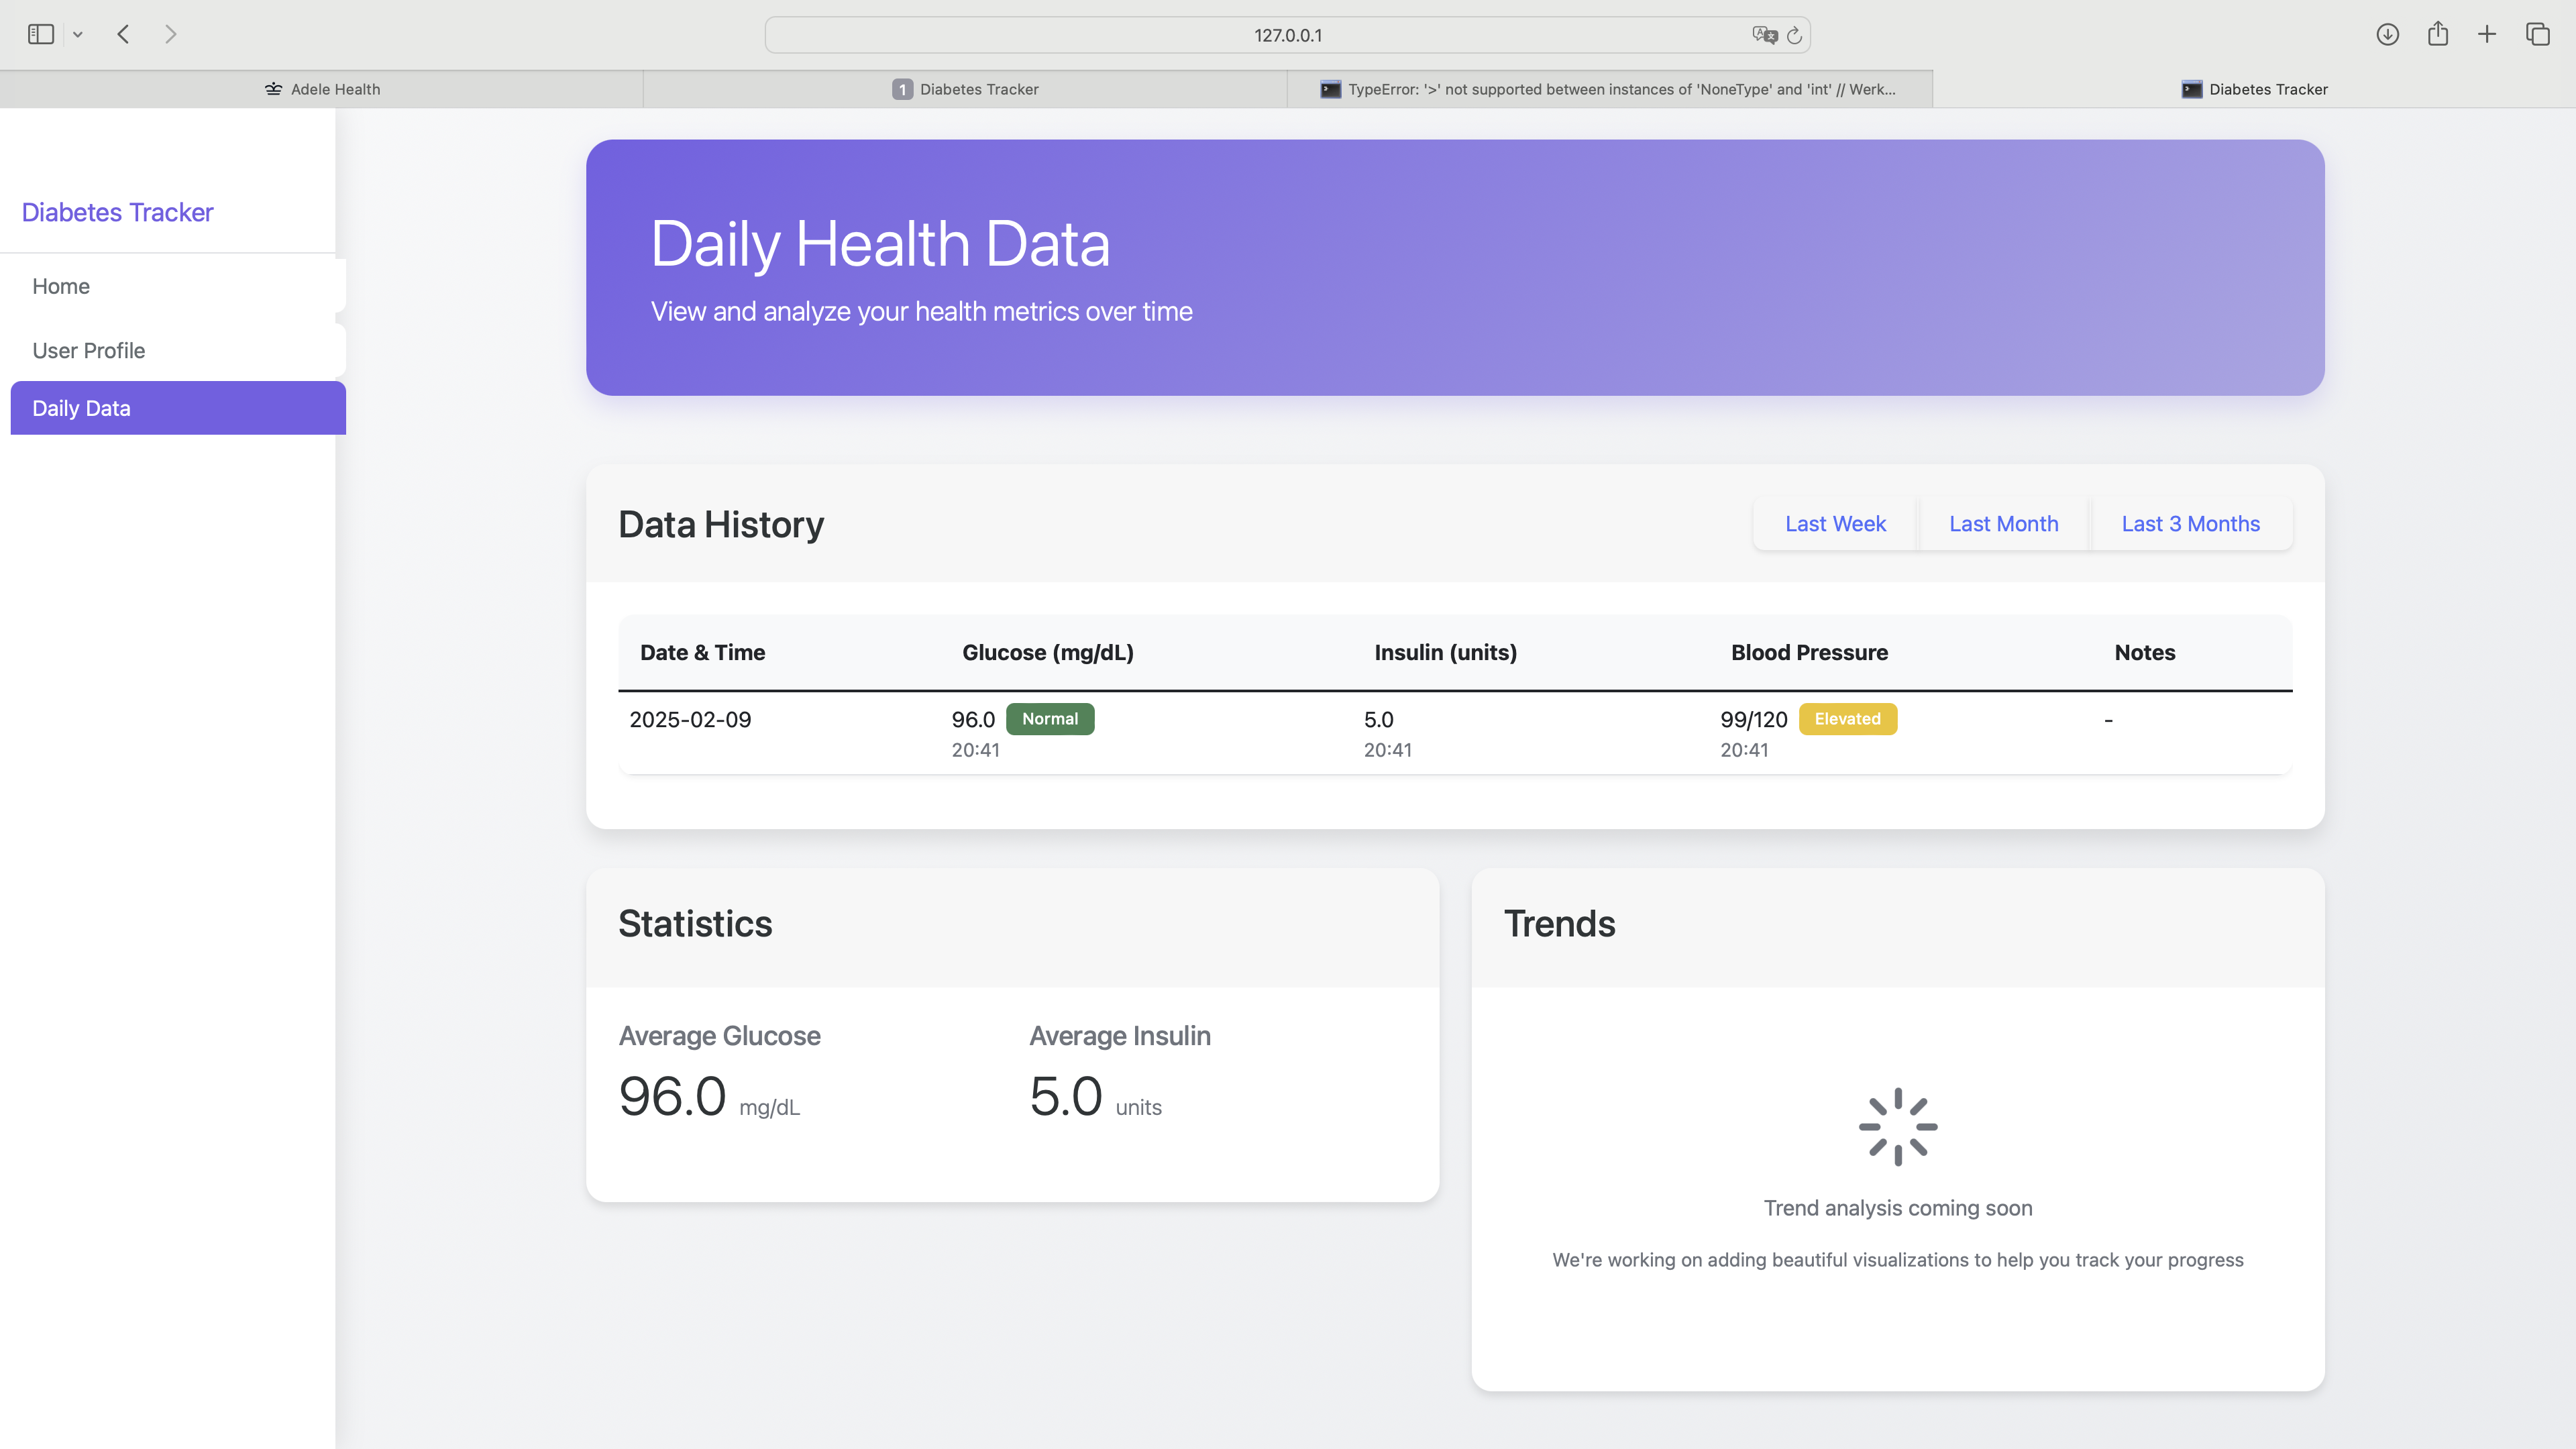 127.0.0.1
Adele Health
1 Diabetes Tracker
TypeError: '>' not supported between instances of 'NoneType' and 'int' // Werk...
Diabetes Tracker
Diabetes Tracker
Home
User Profile
Daily Data
Daily Health Data
View and analyze your health metrics over time
Data History
Last Week
Last Month
Last 3 Months
Date & Time Glucose (mg/dL) Insulin (units) Blood Pressure Notes
2025-02-09 96.0 Normal 5.0 99/120 Elevated -
20:41 20:41 20:41
Statistics
Average Glucose Average Insulin
96.0 mg/dL 5.0 units
Trends
Trend analysis coming soon
We're working on adding beautiful visualizations to help you track your progress